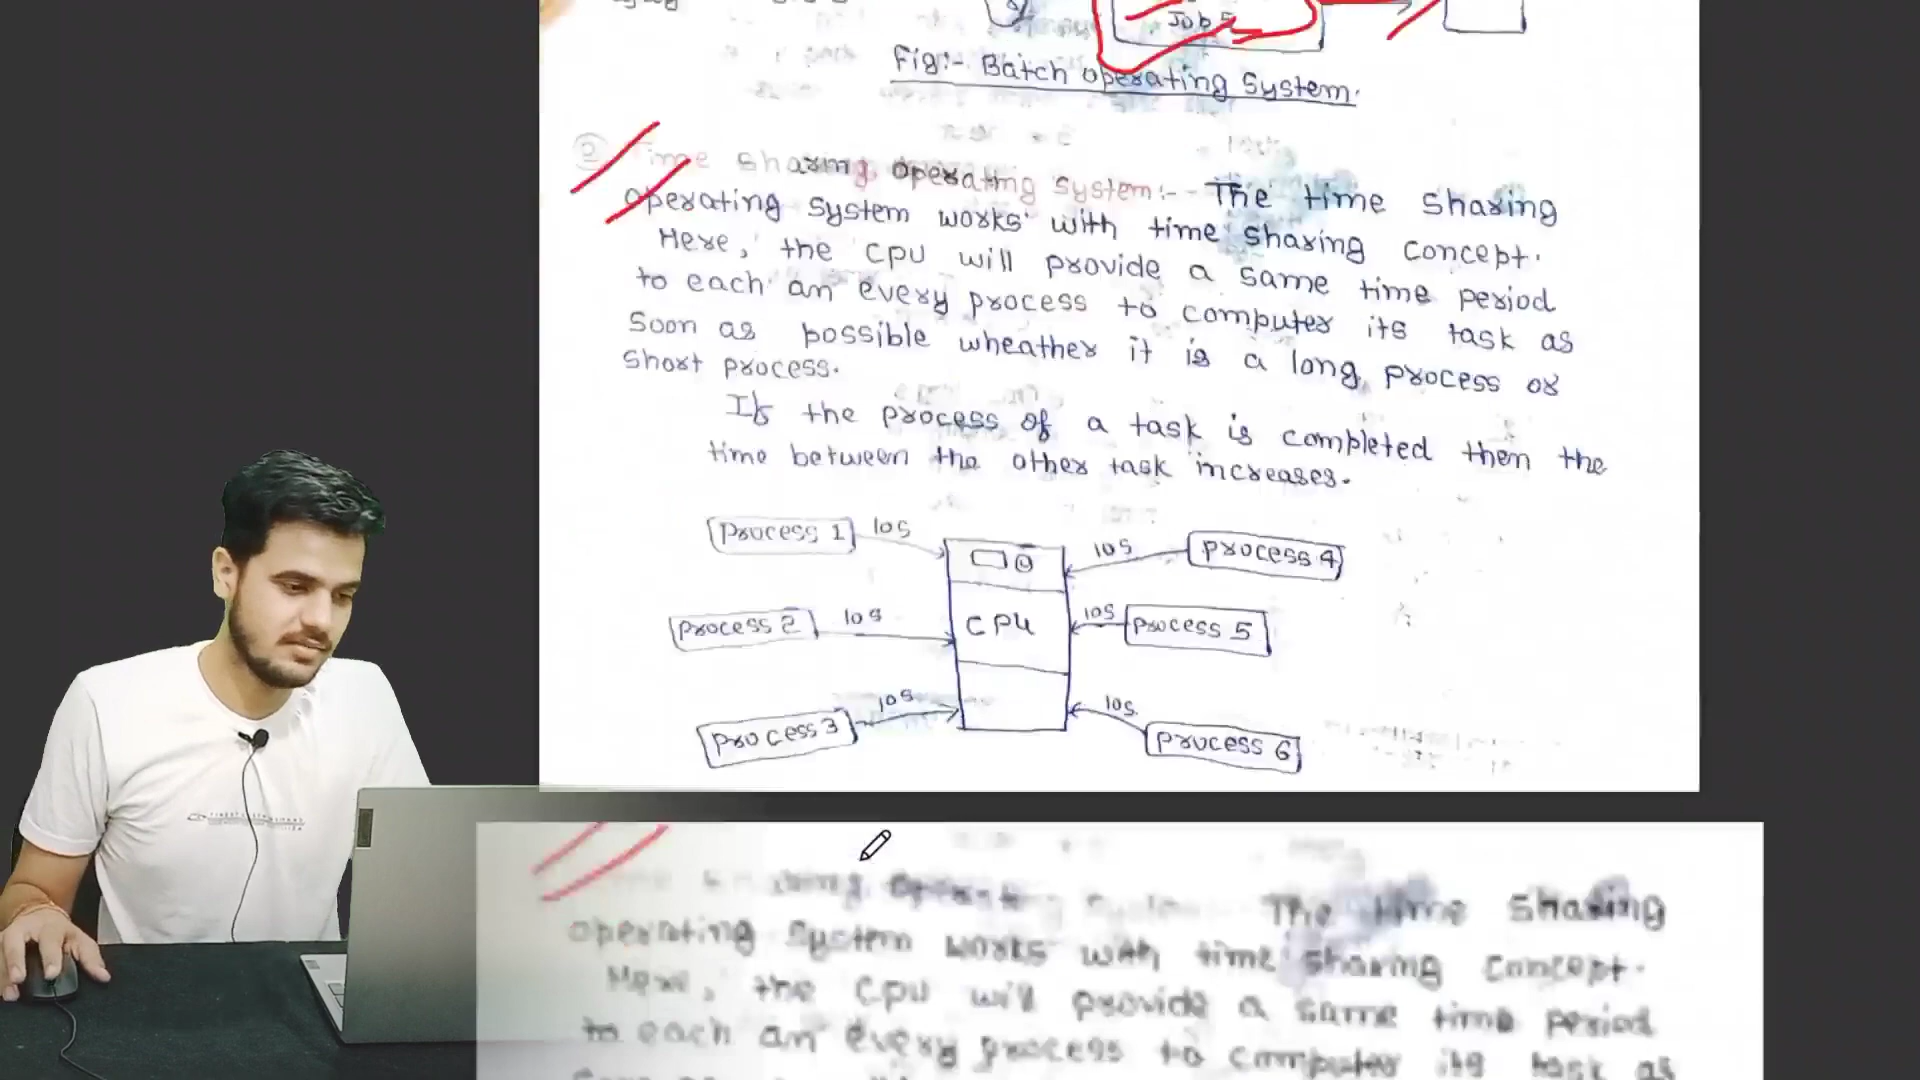 Job 5
Fig:- Batch operating System.
② Time Sharing operating System:- The time Sharing
operating System works with time sharing concept.
Here, the CPU will provide a same time period
to each an every process to computer its task as
soon as possible wheather it is a long process or
short process.
If the process of a task is completed then the
time between the other task increases.
Process 1 10s
10s Process 4
Process 2 10s
CPU
10s Process 5
Process 3 10s
10s Process 6
The time Sharing
operating System works with time sharing concept.
Here, the CPU will provide a same time period
to each an every process to computer its task as